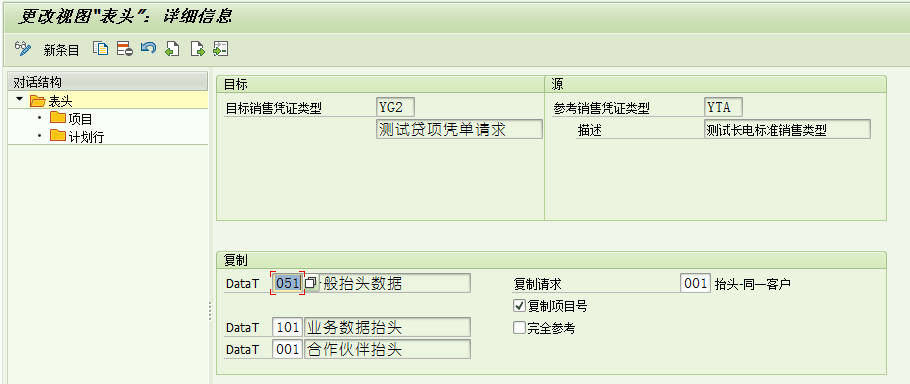 更改视图"表头": 详细信息
新条目
对话结构
表头
项目
计划行
目标
目标销售凭证类型 YG2
测试贷项凭单请求
源
参考销售凭证类型 YTA
描述 测试长电标准销售类型
复制
DataT 051 般抬头数据
复制请求 001 抬头-同一客户
复制项目号
DataT 101 业务数据抬头
完全参考
DataT 001 合作伙伴抬头